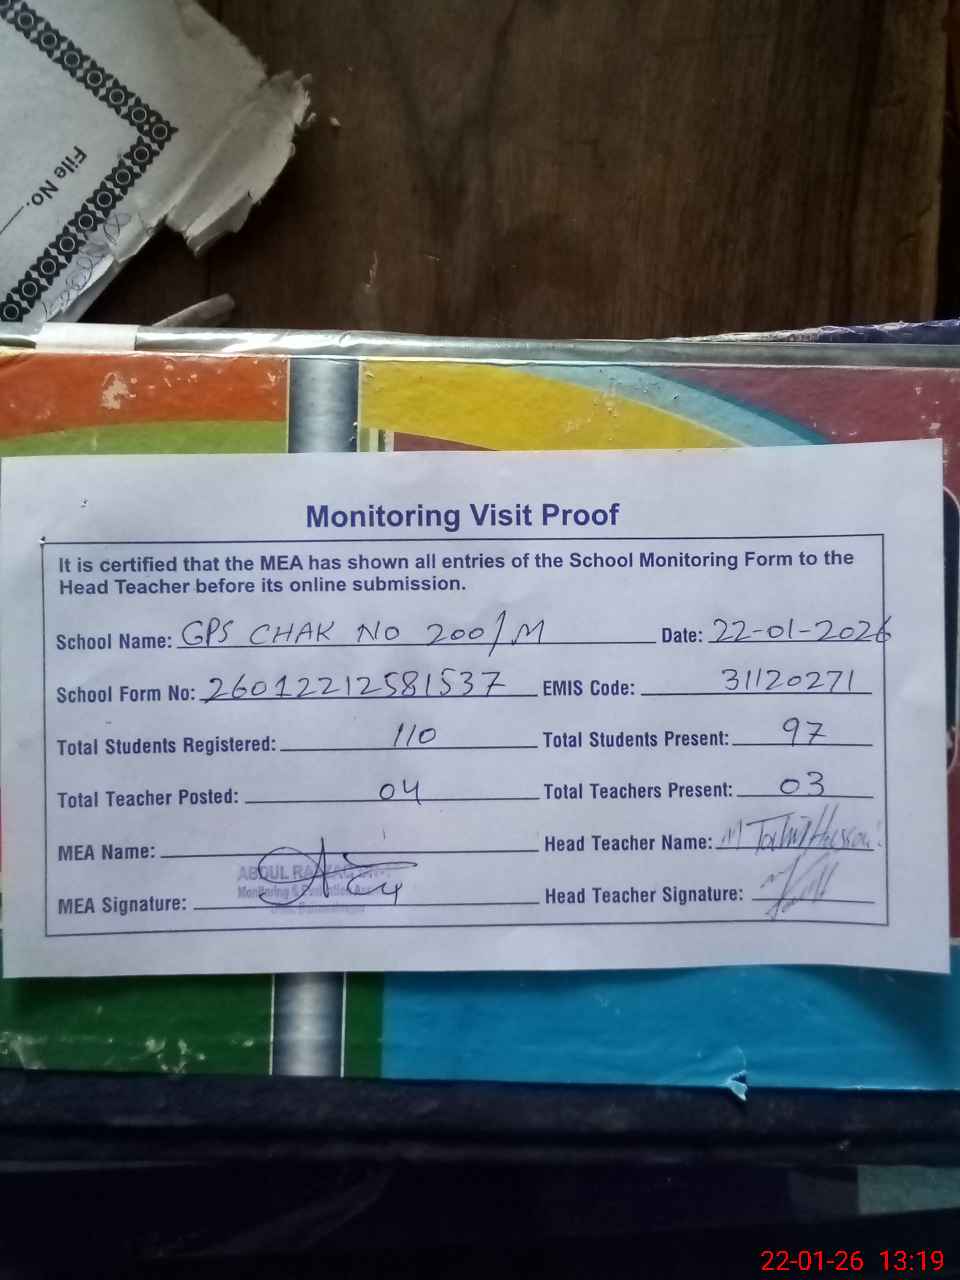 File No.
Monitoring Visit Proof
It is certified that the MEA has shown all entries of the School Monitoring Form to the
Head Teacher before its online submission.
School Name: GPS CHAK NO 200/M Date: 22-01-2026
School Form No: 26012212581537 EMIS Code: 31120271
Total Students Registered: 110 Total Students Present: 97
Total Teacher Posted: 04 Total Teachers Present: 03
MEA Name: Head Teacher Name: M
ABDUL
Monitoring &
MEA Signature: Head Teacher Signature:
22-01-26 13:19